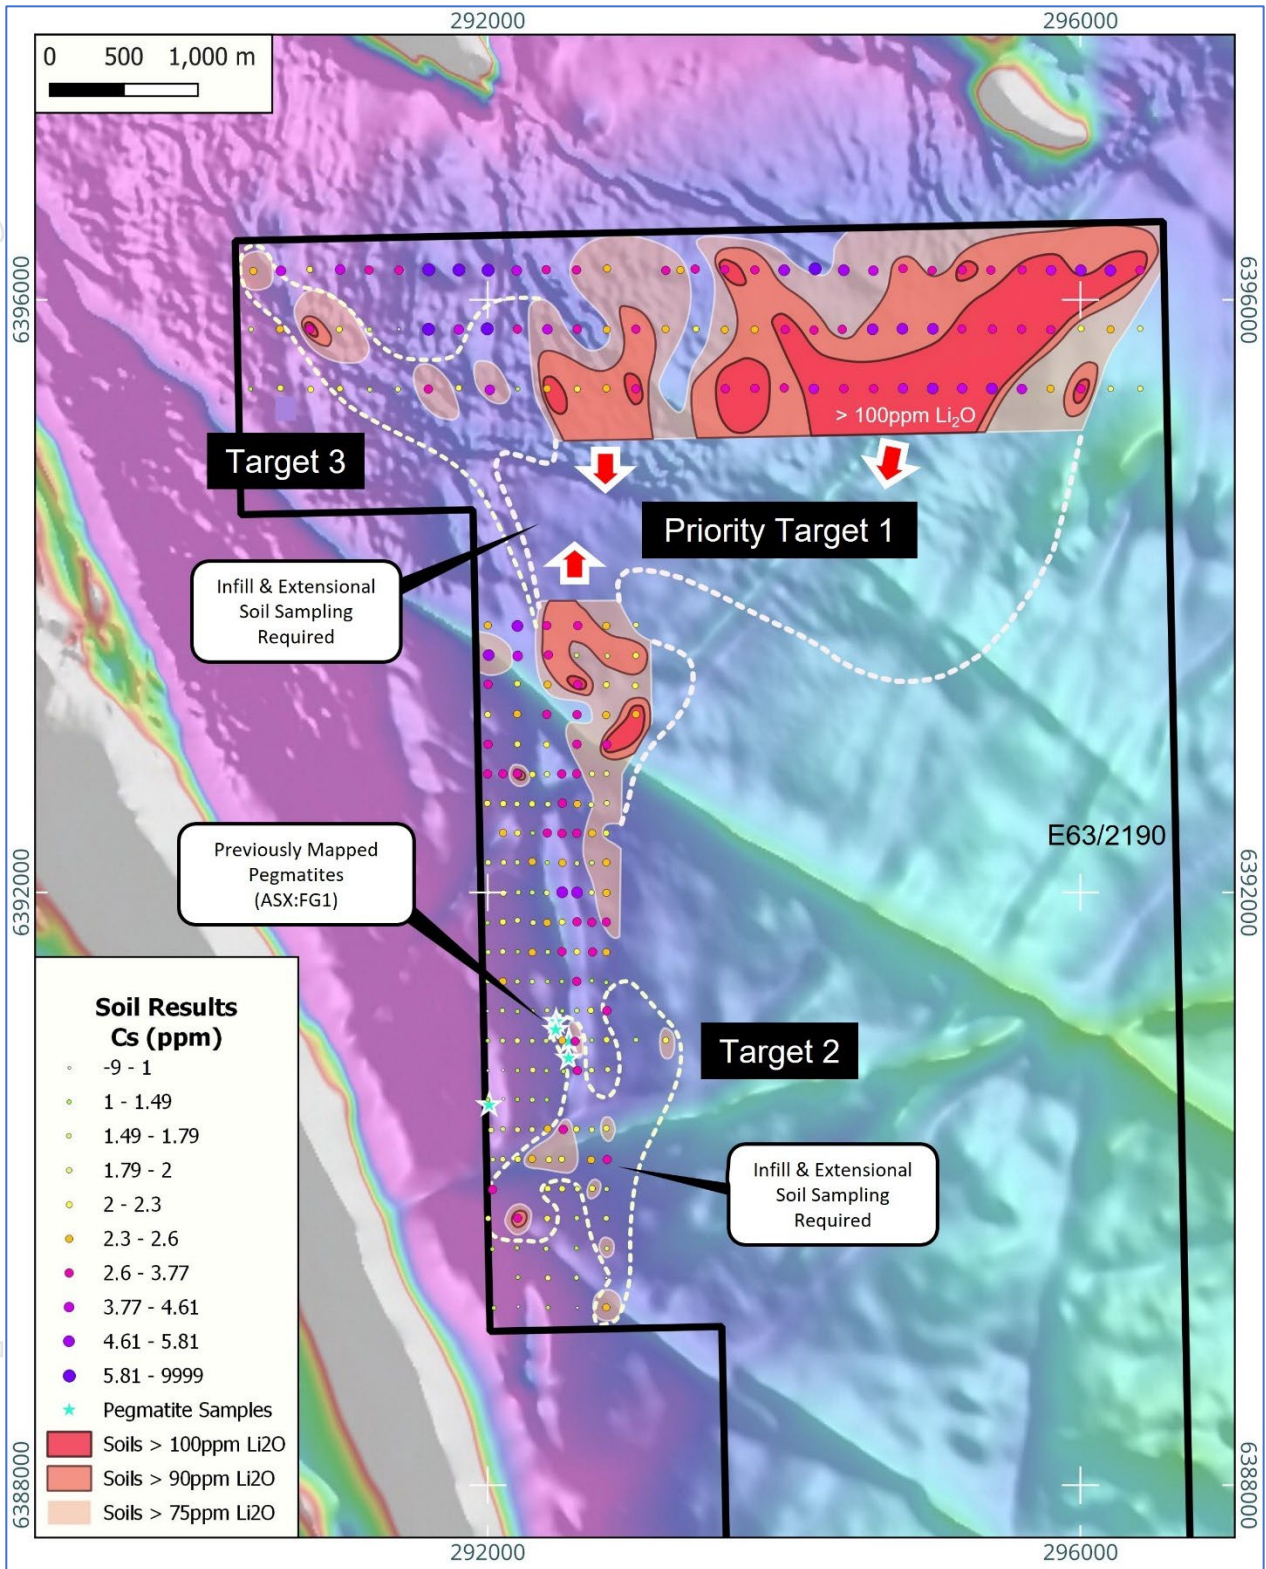 292000
296000
0 500 1,000 m
6396000
6396000
> 100ppm Li₂O
Target 3
Priority Target 1
Infill & Extensional
Soil Sampling
Required
E63/2190
Previously Mapped
Pegmatites
(ASX:FG1)
6392000
6392000
Target 2
Infill & Extensional
Soil Sampling
Required
Soil Results
Cs (ppm)
-9 - 1
1 - 1.49
1.49 - 1.79
1.79 - 2
2 - 2.3
2.3 - 2.6
2.6 - 3.77
3.77 - 4.61
4.61 - 5.81
5.81 - 9999
Pegmatite Samples
Soils > 100ppm Li2O
Soils > 90ppm Li2O
Soils > 75ppm Li2O
6388000
6388000
292000
296000